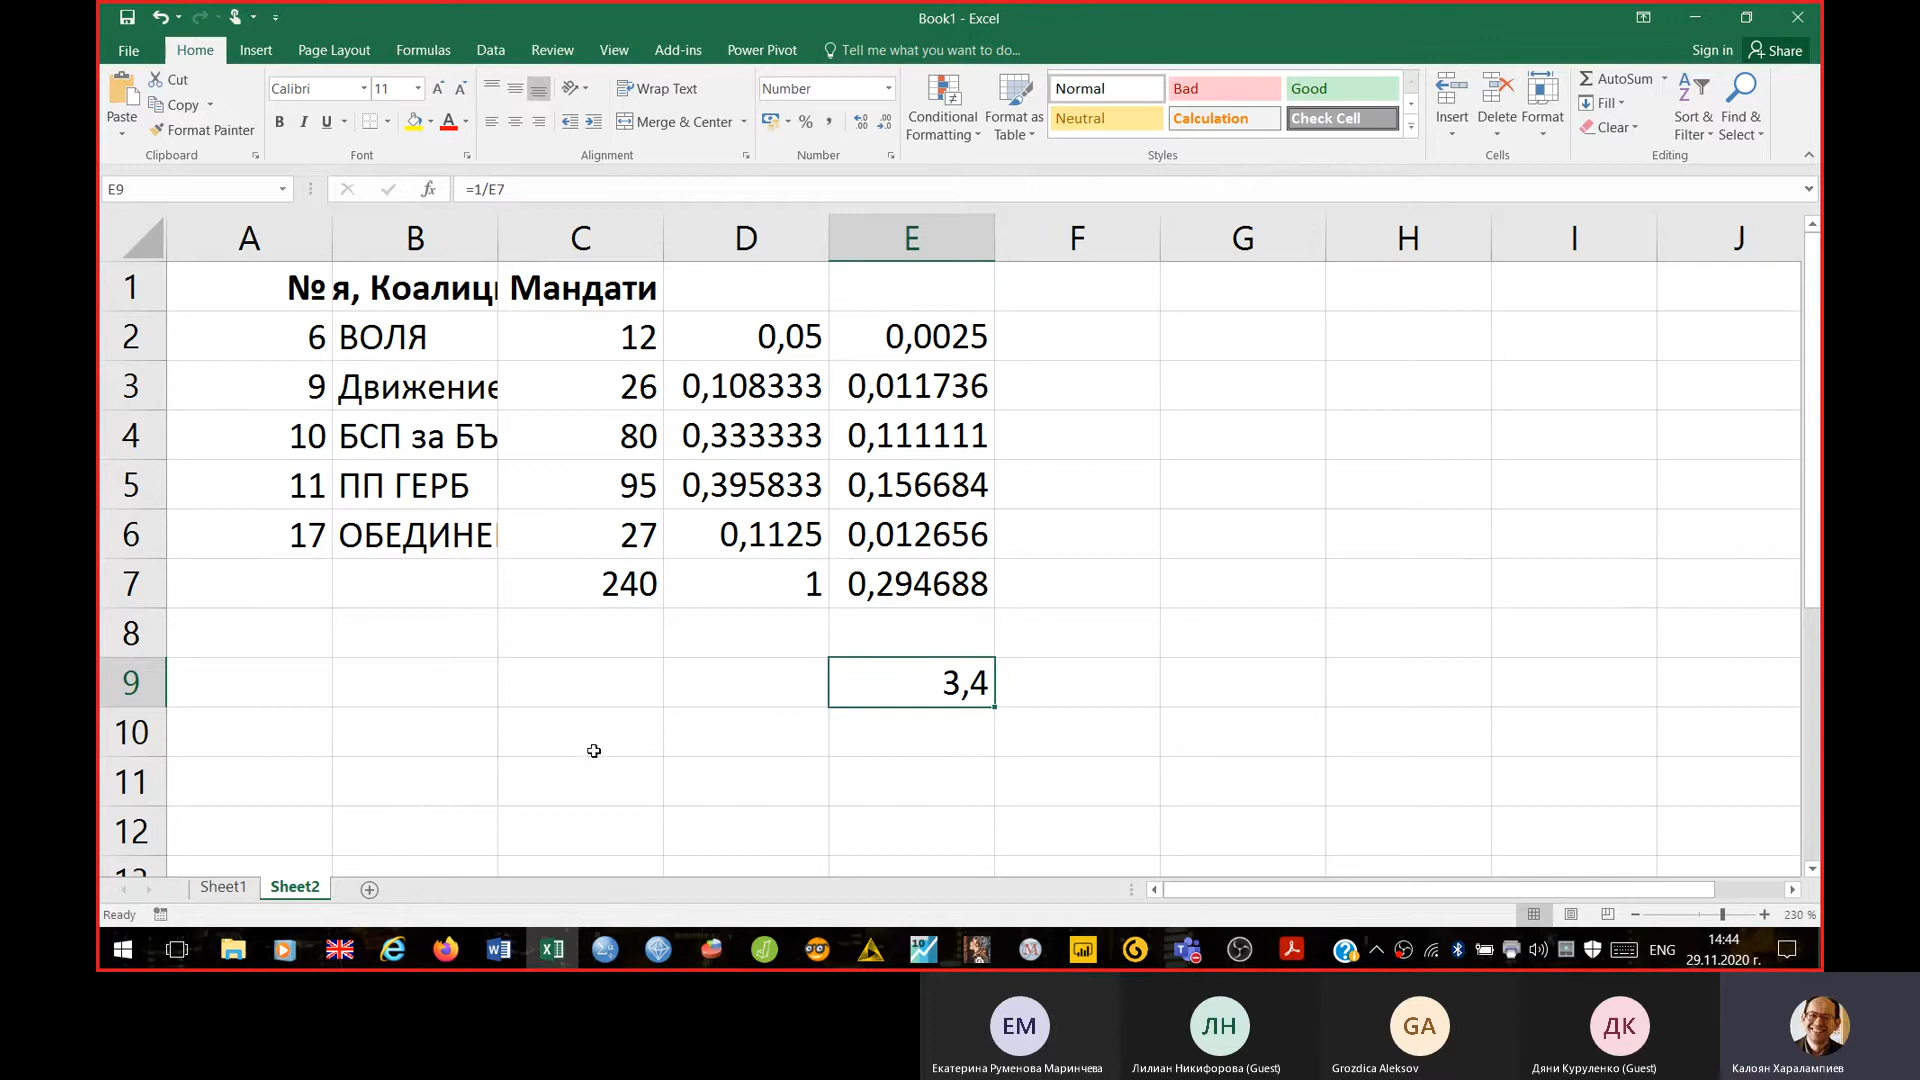 Book1 - Excel
File Home Insert Page Layout Formulas Data Review View Add-ins Power Pivot Tell me what you want to do... Sign in Share
Paste Cut Copy Format Painter
Clipboard
Calibri 11 B I U A
Font
Wrap Text
Merge & Center
Alignment
Number
%
Number
Conditional Formatting Format as Table
Normal Bad Good
Neutral Calculation Check Cell
Styles
Insert Delete Format
Cells
AutoSum Fill Clear Sort & Filter Find & Select
Editing
E9 fx =1/E7
A B C D E F G H I J
1 № я, Коалиц Мандати
2 6 ВОЛЯ 12 0,05 0,0025
3 9 Движение 26 0,108333 0,011736
4 10 БСП за БЪ 80 0,333333 0,111111
5 11 ПП ГЕРБ 95 0,395833 0,156684
6 17 ОБЕДИНЕ 27 0,1125 0,012656
7 240 1 0,294688
8
9 3,4
10
11
12
Sheet1 Sheet2
Ready 230 %
ENG 14:44
29.11.2020 г.
ЕМ ЛН GA ДК
Екатерина Руменова Маринчева Лилиан Никифорова (Guest) Grozdica Aleksov Дяни Куруленко (Guest) Калоян Харалампиев